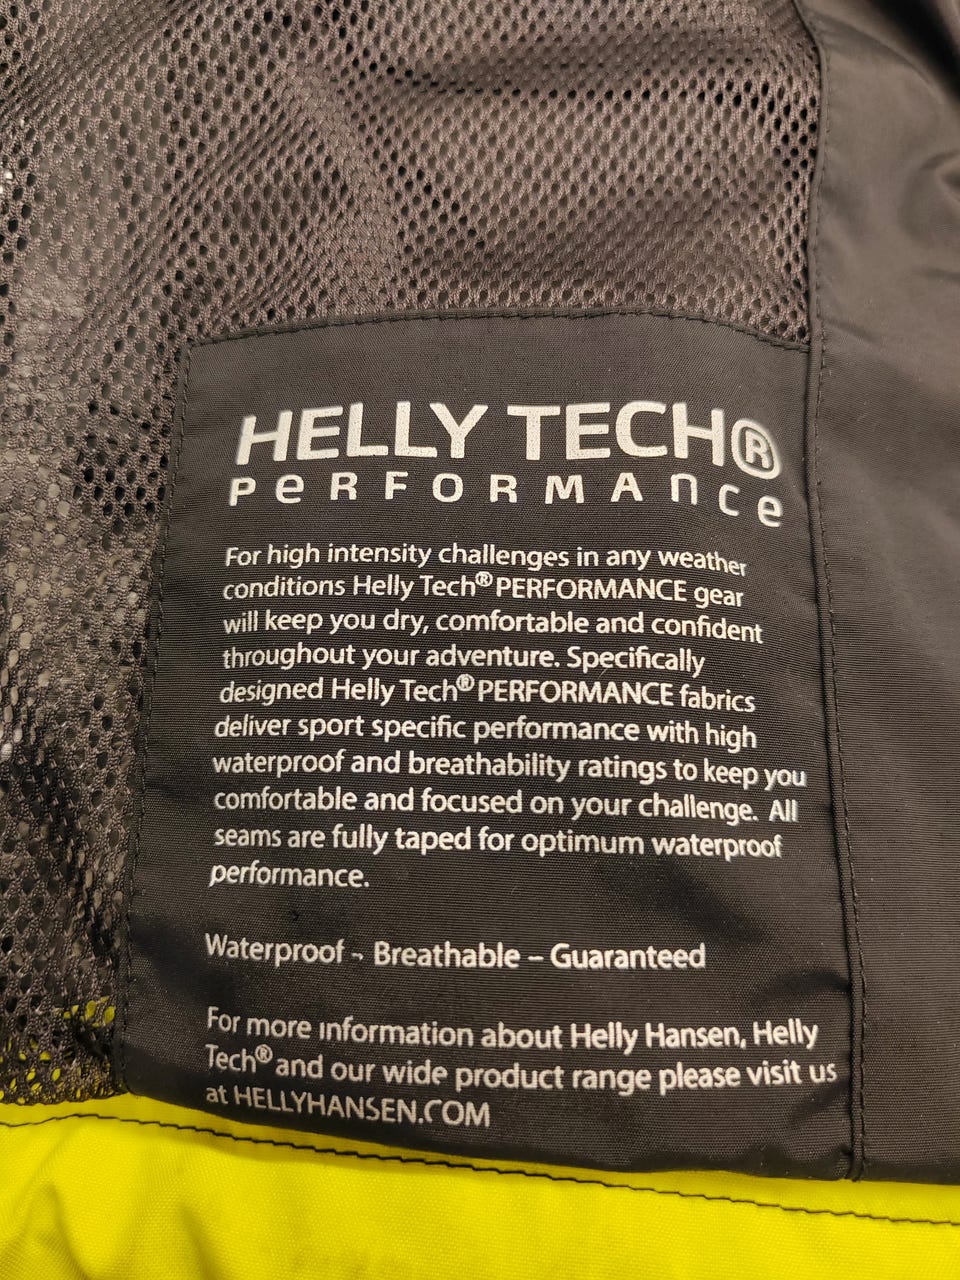 HELLY TECH®
PeRFORMAnce
For high intensity challenges in any weather
conditions Helly Tech® PERFORMANCE gear
will keep you dry, comfortable and confident
throughout your adventure. Specifically
designed Helly Tech® PERFORMANCE fabrics
deliver sport specific performance with high
waterproof and breathability ratings to keep you
comfortable and focused on your challenge. All
seams are fully taped for optimum waterproof
performance.
Waterproof - Breathable – Guaranteed
For more information about Helly Hansen, Helly
Tech® and our wide product range please visit us
at HELLYHANSEN.COM